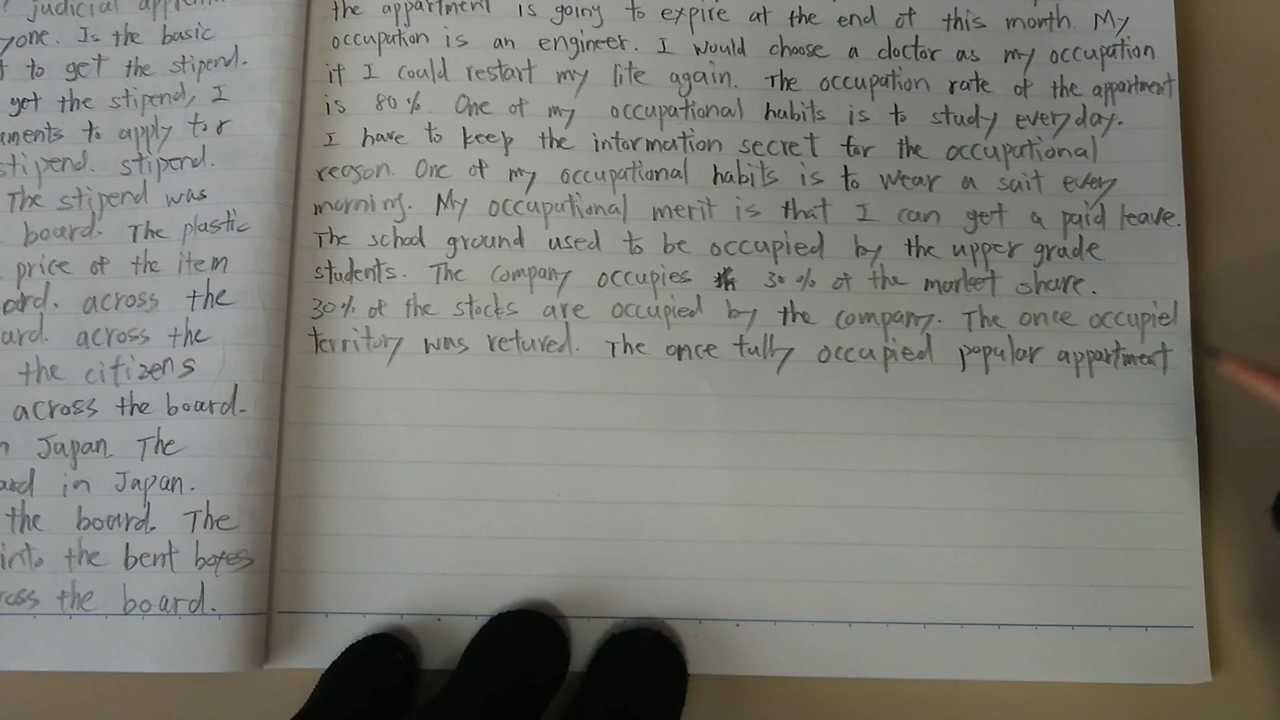 judicial
yone. Is the basic
to get the stipend.
get the stipend, I
uments to apply for
stipend. stipend.
The stipend was
board. The plastic
price of the item
oard. across the
ard. across the
the citizens
across the board.
Japan The
ard in Japan.
the board. The
into the bent boxes
ross the board.
the appartment is going to expire at the end of this month. My
occupation is an engineer. I would choose a doctor as my occupation
if I could restart my life again. The occupation rate of the appartment
is 80%. One of my occupational habits is to study everyday.
I have to keep the information secret for the occupational
reason. One of my occupational habits is to wear a suit every
morning. My occupational merit is that I can get a paid leave.
The school ground used to be occupied by the upper grade
students. The company occupies 30% of the market share.
30% of the stocks are occupied by the company. The once occupied
territory was retured. The once fully occupied popular appartment